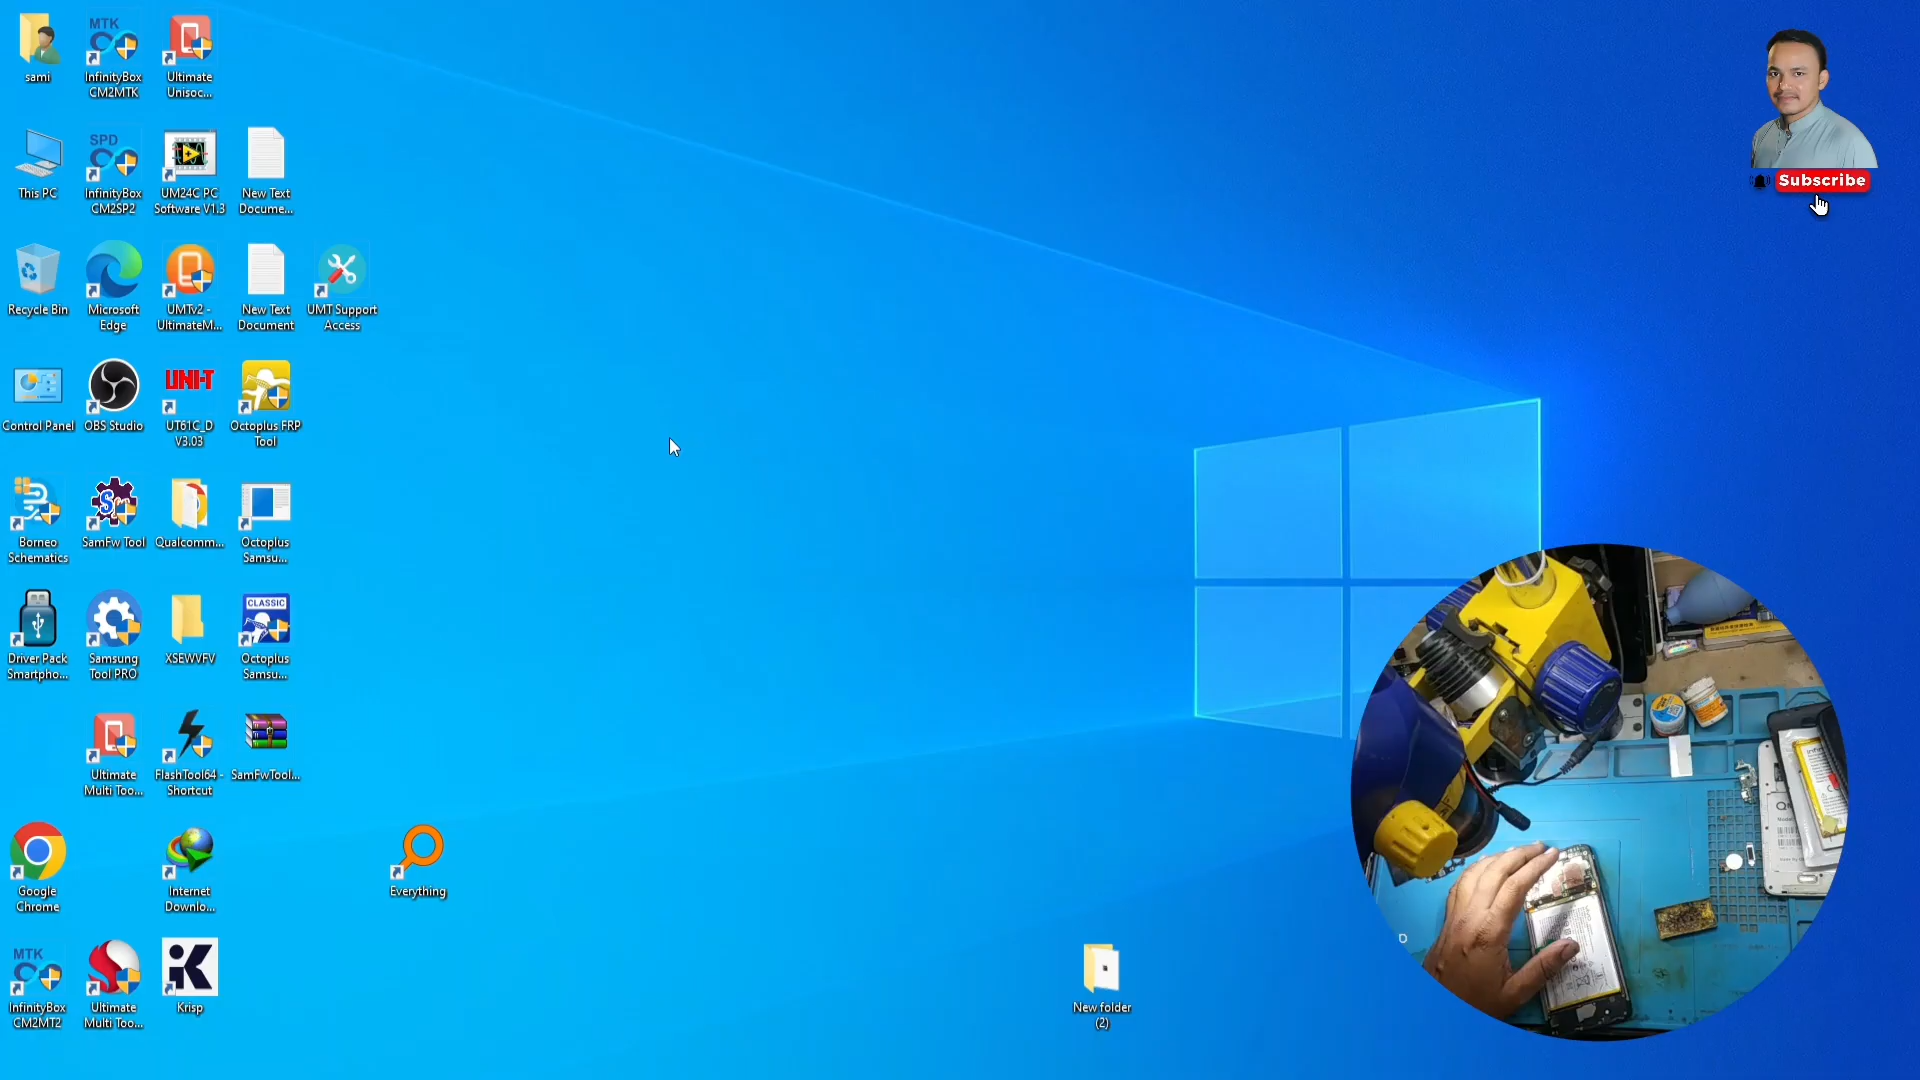 sami
MTK
InfinityBox
CM2MTK
Ultimate
Unisoc...
This PC
SPD
InfinityBox
CM2SP2
UM24C PC
Software V1.3
New Text
Docume...
Recycle Bin
Microsoft
Edge
UMTv2 -
UltimateM...
New Text
Document
UMT Support
Access
Control Panel
OBS Studio
UNI-T
UT61C_D
V3.03
Octoplus FRP
Tool
Borneo
Schematics
SamFw Tool
Qualcomm...
Octoplus
Samsu...
Driver Pack
Smartpho...
Samsung
Tool PRO
XSEWVFV
CLASSIC
Octoplus
Samsu...
Ultimate
Multi Too...
FlashTool64 -
Shortcut
SamFwTool...
Google
Chrome
Internet
Downlo...
Everything
MTK
InfinityBox
CM2MT2
Ultimate
Multi Too...
Krisp
New folder
(2)
Subscribe